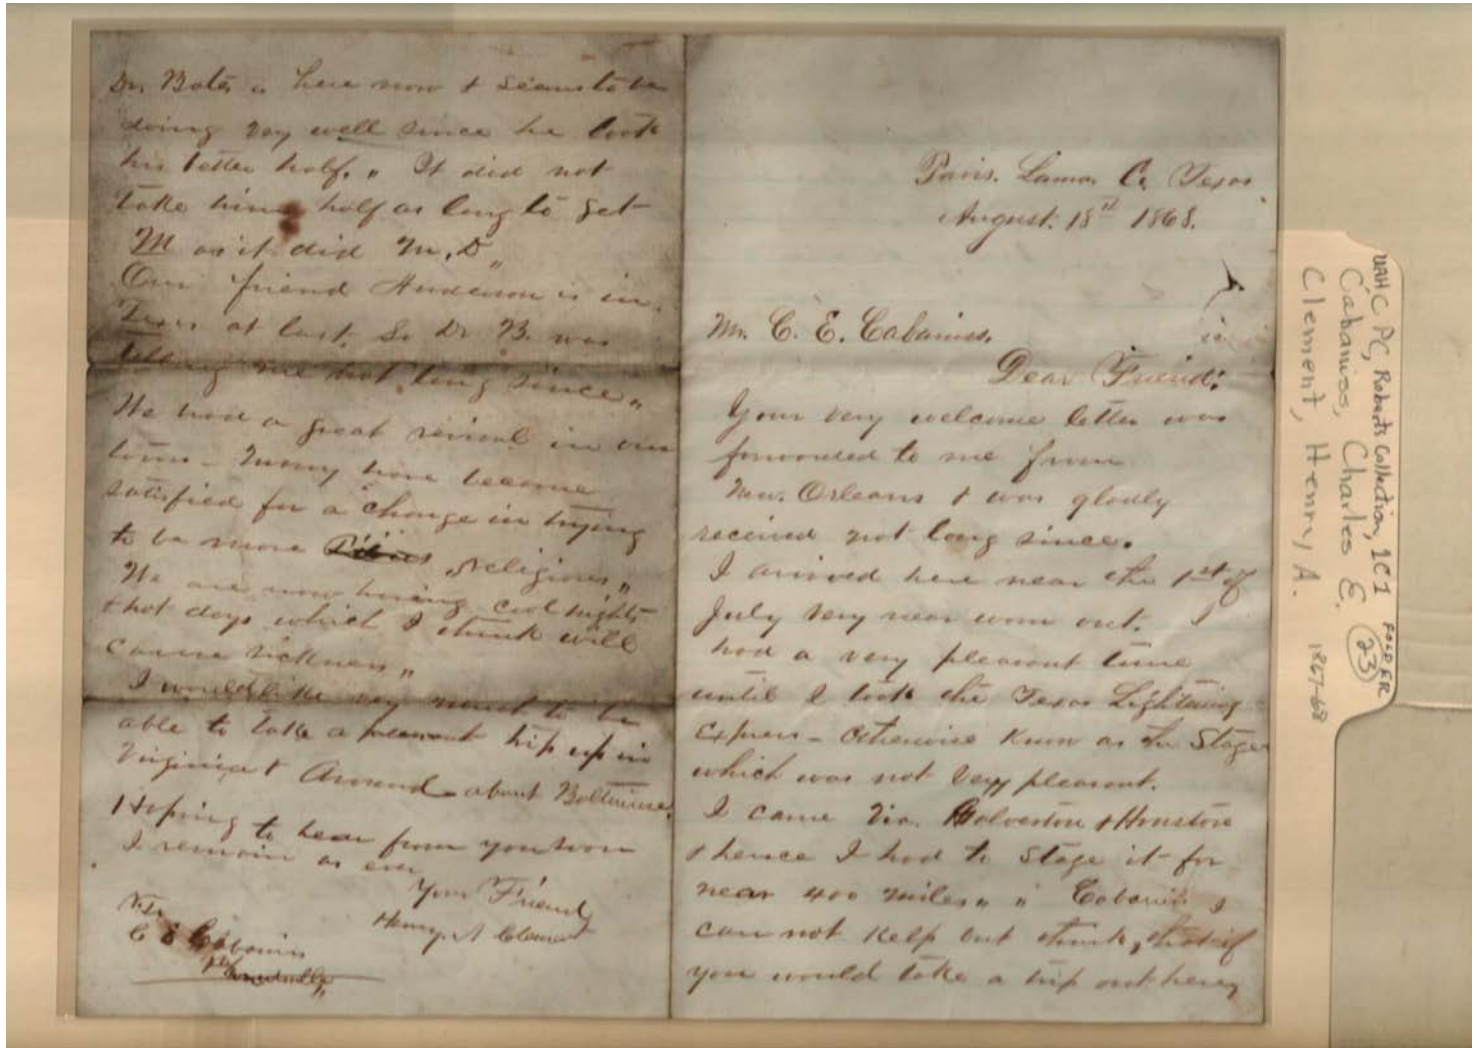 Paris. Lamar Co Texas
August. 18th 1868.
Mr. C. E. Cabaniss.
Dear Friend:
Your very welcome letter was
forwarded to me from
New. Orleans & was gladly
received not long since.
I arrived here near the 1st of
July very near worn out. I
had a very pleasant time
until I took the Texas Lightning
Express - Otherwise Known as the Stage
which was not very pleasant.
I came via. Galveston & Houston
& hence I had to Stage it for
near 400 miles " " Cabaniss I
can not help but think, that if
you would take a trip out here,
Dr Bates is here now & seems to be
doing very well since he took
his better half. " It did not
take him half as long to get
M as it did M. D "
Our friend Anderson is in
Texas at last. So Dr B. was
telling me not long since "
We had a great revival in our
town - many have become
satisfied for a change in trying
to be more religious "
We are now having cool nights
& hot days which I think will
cause sickness "
I would like very much to be
able to take a pleasant trip up in
Virginia & Around about Baltimore.
Hoping to hear from you soon
I remain as ever
Your Friend
Henry. A Clement
To
C E Cabaniss
UAHC PC, Roberts Collection, 1C1 FOLDER
Cabaniss, Charles E. 23
Clement, Henry A. 1867-68